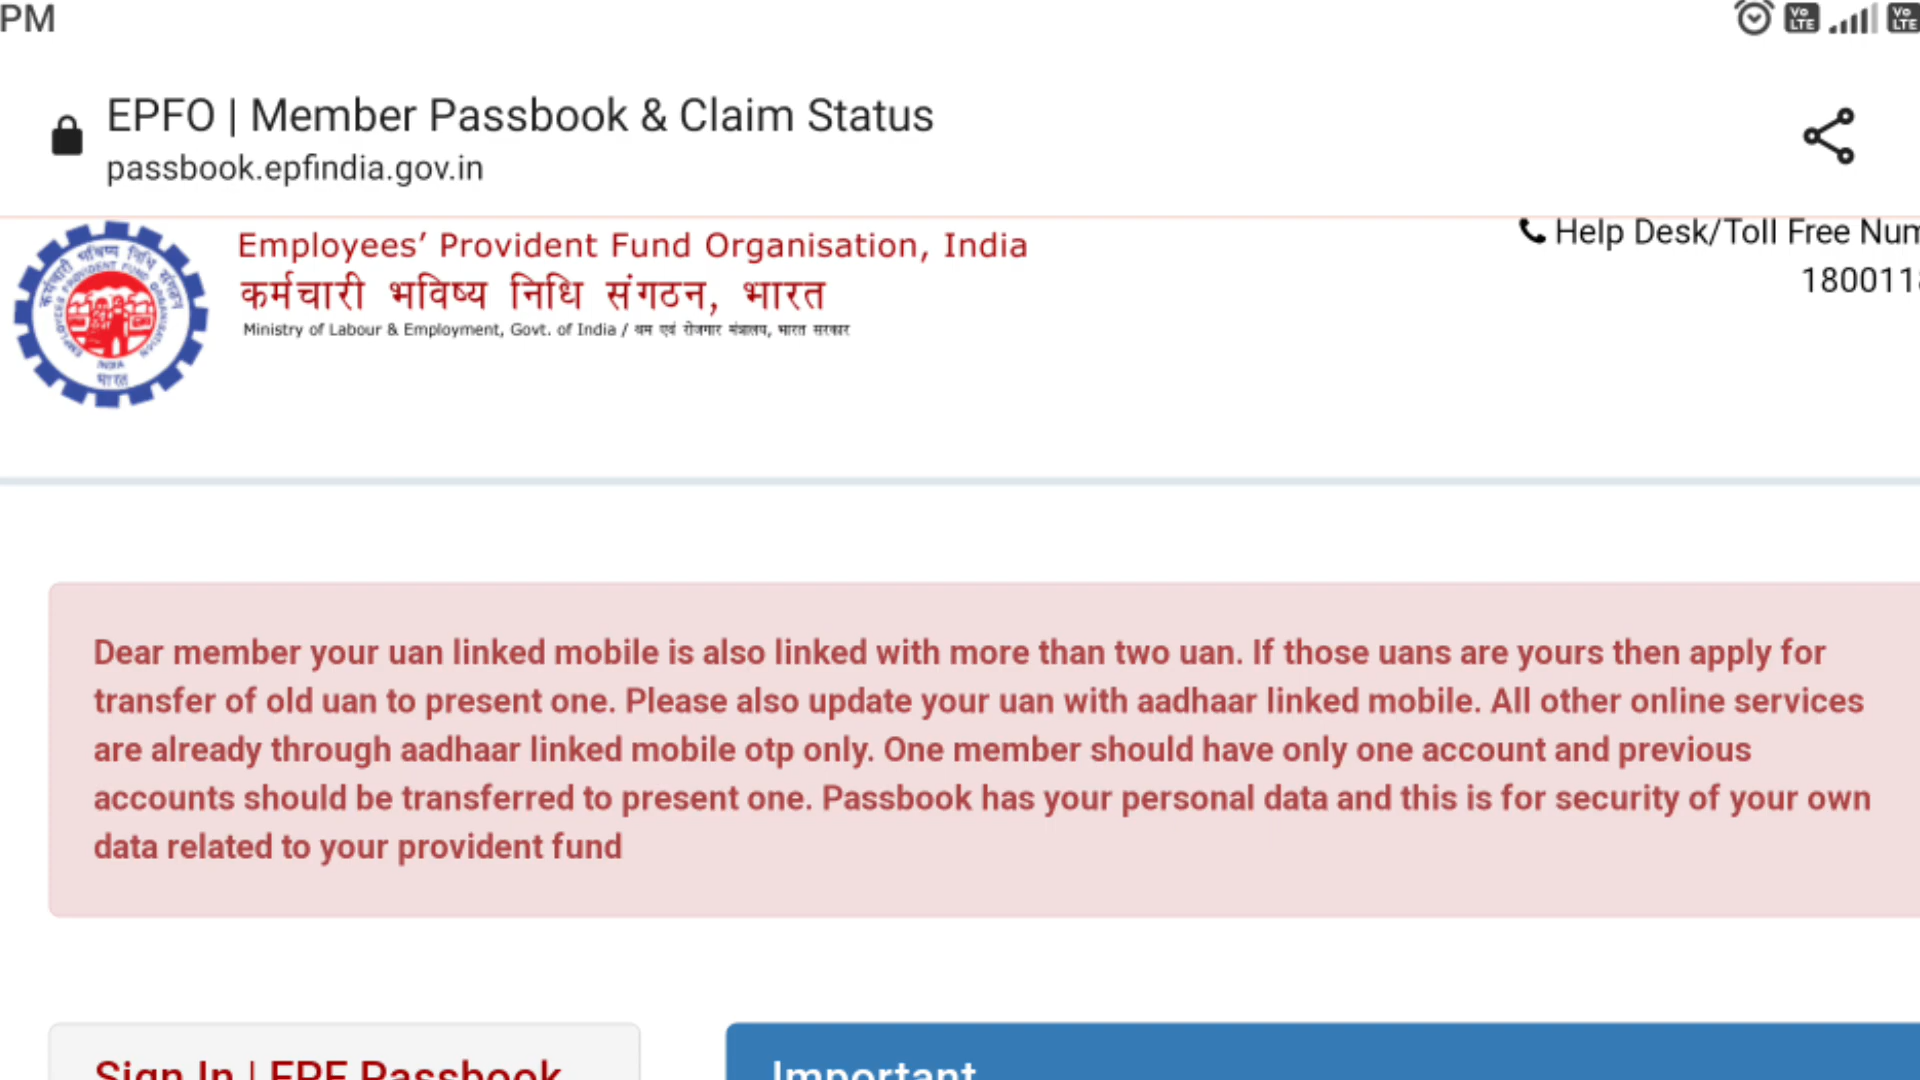 PM
EPFO | Member Passbook & Claim Status
passbook.epfindia.gov.in
Employees’ Provident Fund Organisation, India
कर्मचारी भविष्य निधि संगठन, भारत
Ministry of Labour & Employment, Govt. of India / श्रम एवं रोजगार मंत्रालय, भारत सरकार
Help Desk/Toll Free
180011
Dear member your uan linked mobile is also linked with more than two uan. If those uans are yours then apply for
transfer of old uan to present one. Please also update your uan with aadhaar linked mobile. All other online services
are already through aadhaar linked mobile otp only. One member should have only one account and previous
accounts should be transferred to present one. Passbook has your personal data and this is for security of your own
data related to your provident fund
Sign In | EPF Passbook
Important